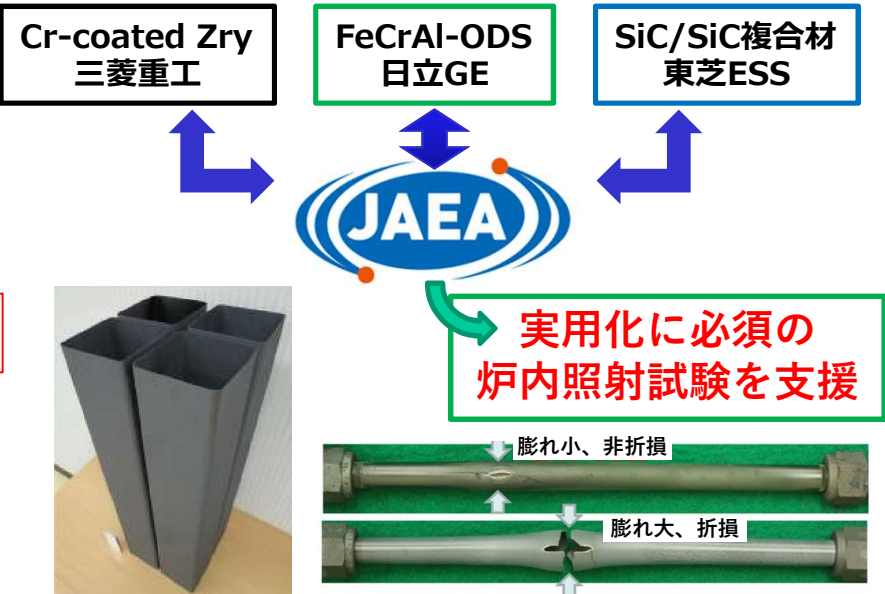 Cr-coated Zry
三菱重工
FeCrAl-ODS
日立GE
SiC/SiC複合材
東芝ESS
JAEA
実用化に必須の
炉内照射試験を支援
膨れ小、非折損
膨れ大、折損